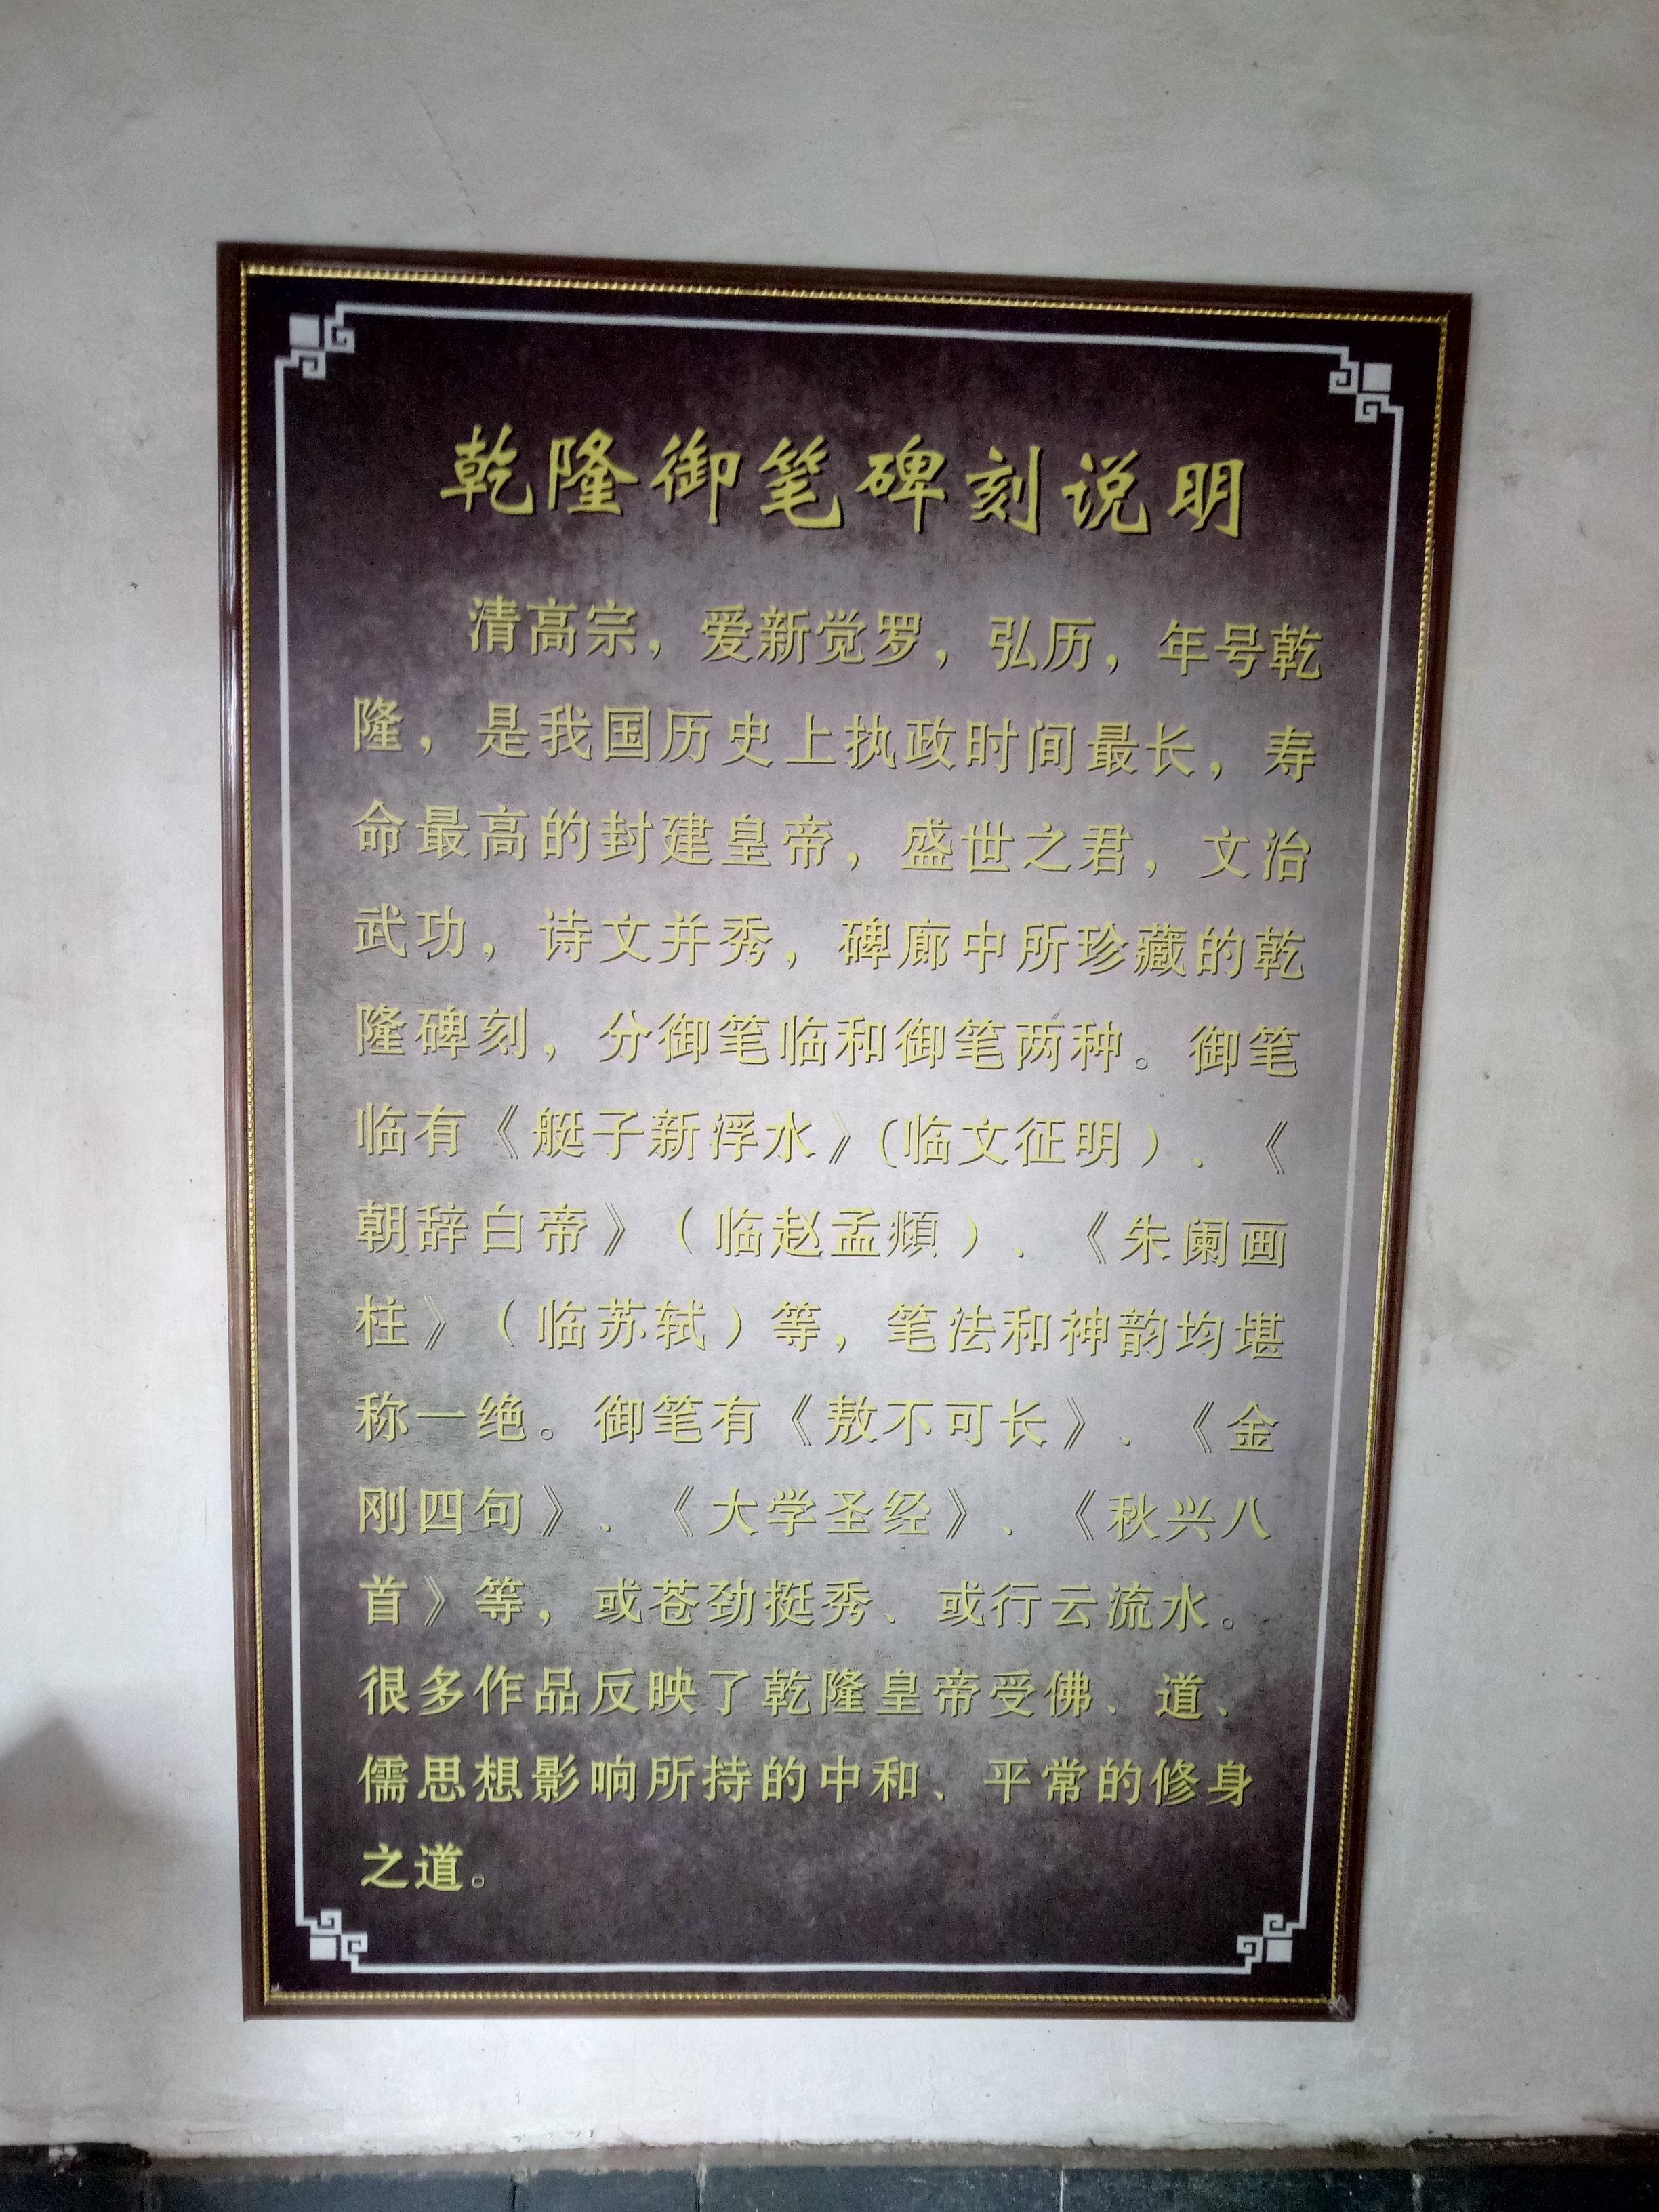 乾隆御笔碑刻说明
清高宗，爱新觉罗，弘历，年号乾
隆，是我国历史上执政时间最长，寿
命最高的封建皇帝，盛世之君，文治
武功，诗文并秀，碑廊中所珍藏的乾
隆碑刻，分御笔临和御笔两种。御笔
临有《艇子新浮水》(临文征明）、《
朝辞白帝》（临赵孟頫）、《朱阑画
柱》（临苏轼）等，笔法和神韵均堪
称一绝。御笔有《敖不可长》、《金
刚四句》、《大学圣经》、《秋兴八
首》等，或苍劲挺秀、或行云流水。
很多作品反映了乾隆皇帝受佛、道、
儒思想影响所持的中和、平常的修身
之道。